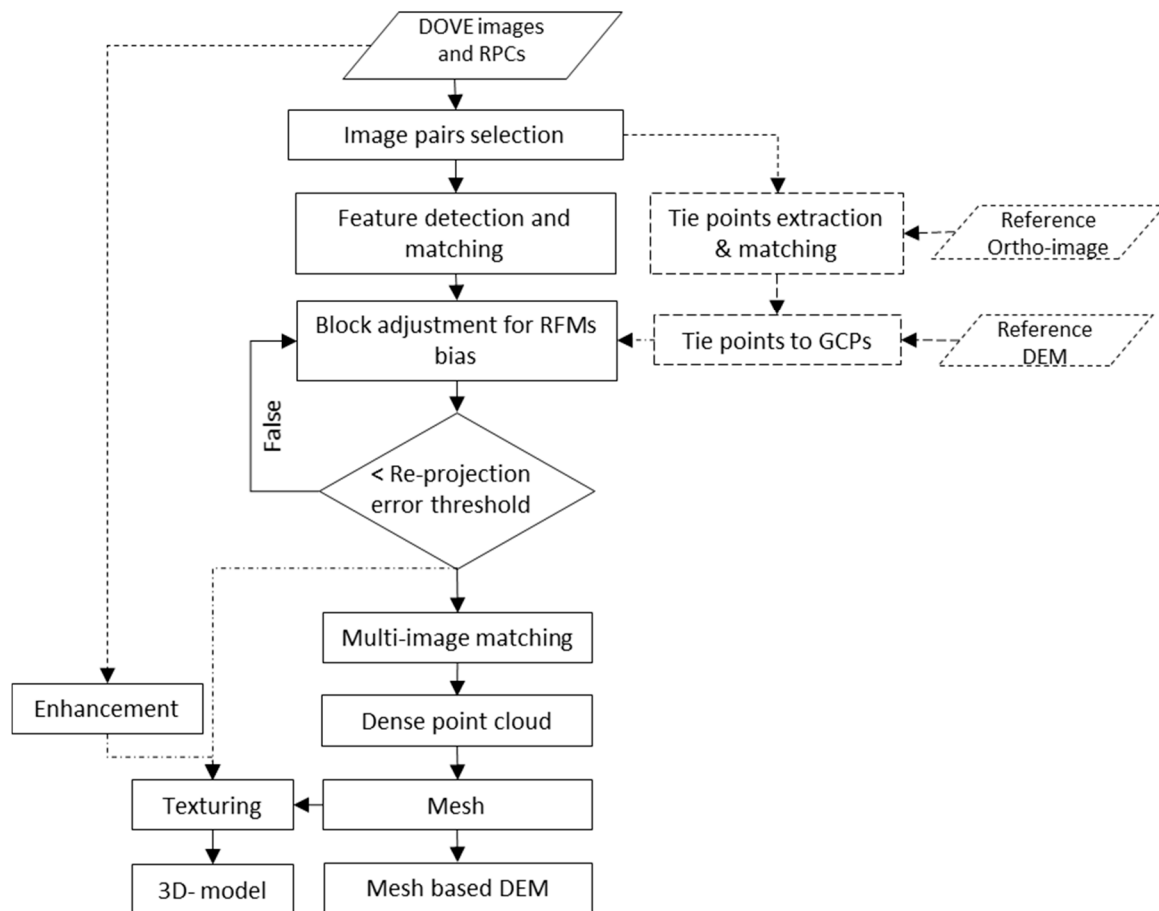 DOVE images
and RPCs
Image pairs selection
Feature detection and
matching
Tie points extraction
& matching
Reference
Ortho-image
Block adjustment for RFMs
bias
Tie points to GCPs
Reference
DEM
False
< Re-projection
error threshold
Multi-image matching
Enhancement
Dense point cloud
Texturing
Mesh
3D- model
Mesh based DEM